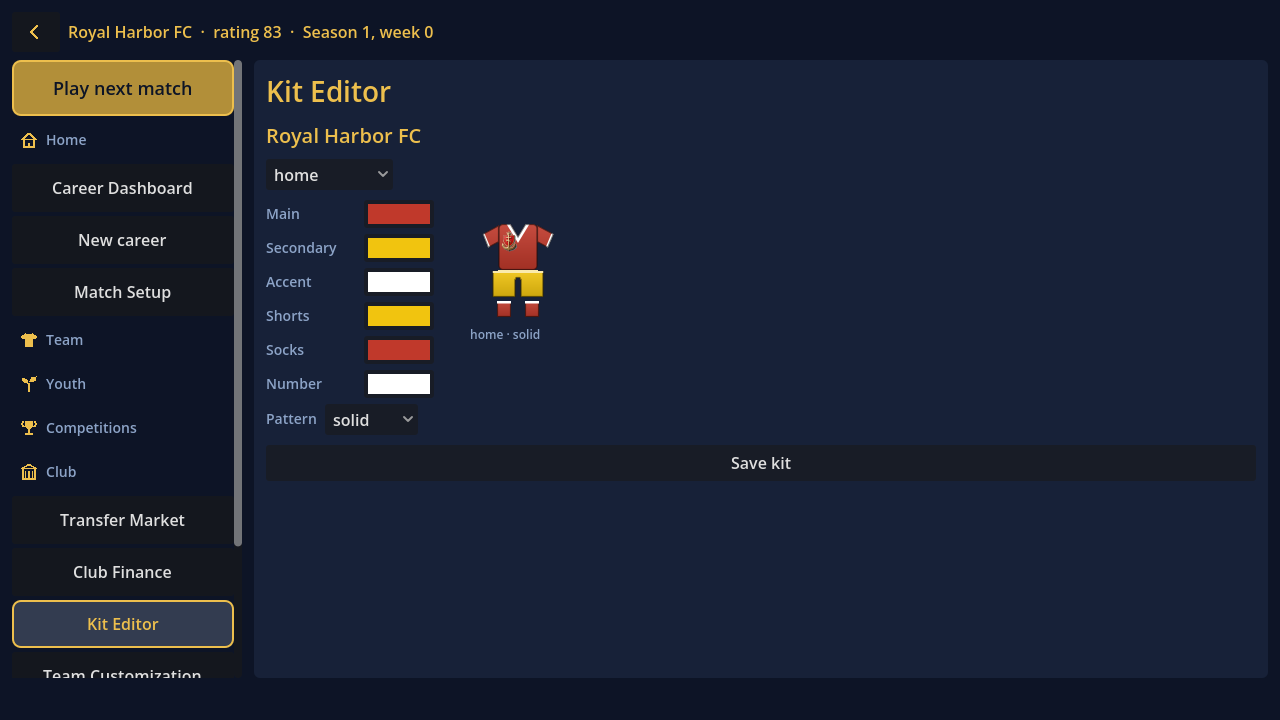 Royal Harbor FC · rating 83 · Season 1, week 0
Play next match
Home
Career Dashboard
New career
Match Setup
Team
Youth
Competitions
Club
Transfer Market
Club Finance
Kit Editor
Team Customization
Kit Editor
Royal Harbor FC
home
Main
Secondary
Accent
Shorts
Socks
Number
Pattern solid
home · solid
Save kit